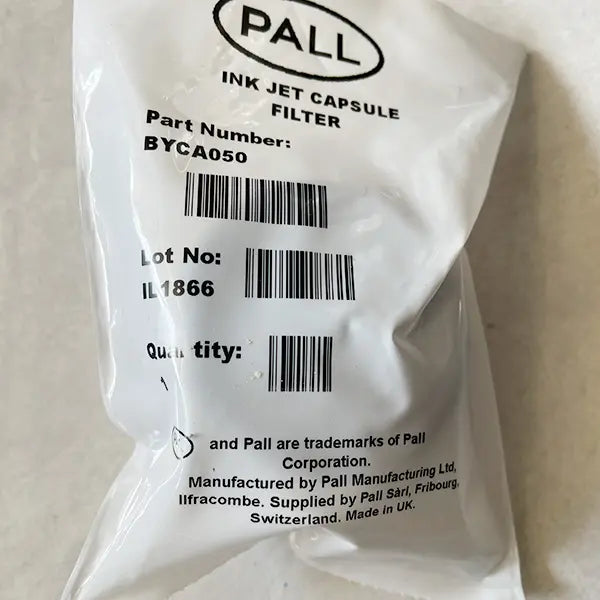 PALL
INK JET CAPSULE
FILTER
Part Number:
BYCA050
Lot No:
IL1866
Quantity:
1
and Pall are trademarks of Pall
Corporation.
Manufactured by Pall Manufacturing Ltd,
Ilfracombe. Supplied by Pall Sàrl, Fribourg,
Switzerland. Made in UK.